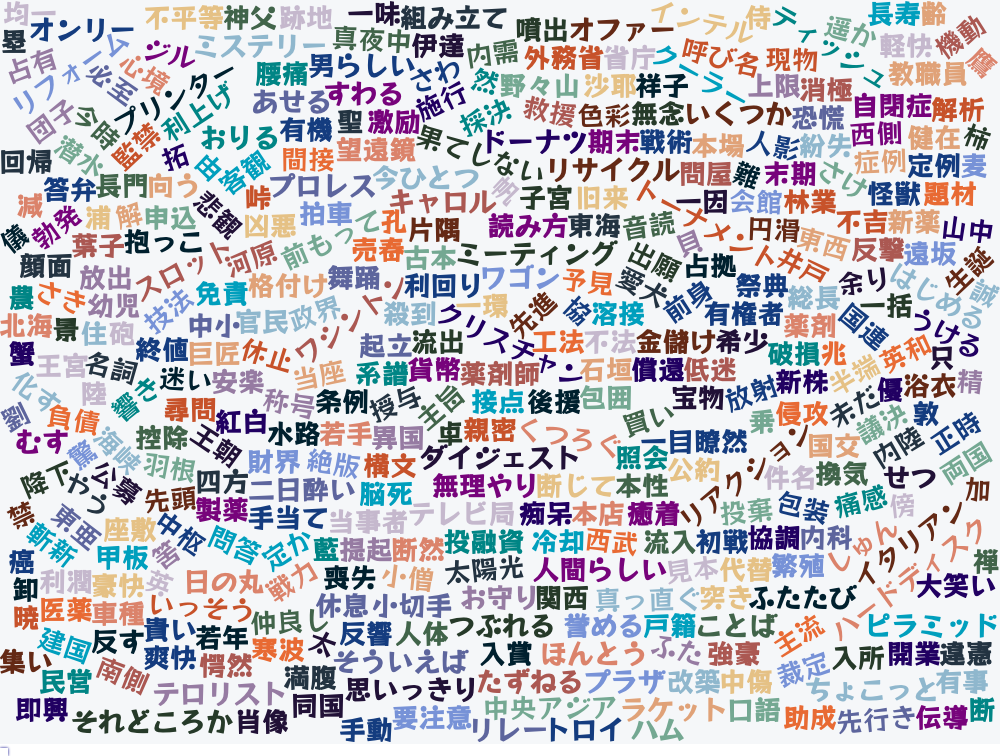 均一 オンリー 不平等 神父 跡地 一味 組み立て 噴出 オファー インテル 侍 ティッシュ 遥か 長寿 齢 機動
塁 占有 リフォーム ジル ミステリー 真夜中 伊達 内需 外務省 省庁 クーラー 呼び名 現物 軽快 鷹
必至 心境 プリンター 腰痛 男らしい さわ 然 野々山 沙耶 祥子 上限 消極 教職員
団子 今時 監禁 利上げ あせる すわる 施行 探決 救援 色彩 無念 いくつか 恐慌 自閉症 解析
潜水 拓 おりる 有機 聖 激励 果てしない ドーナツ 期末 戦術 本場 人影 紛失 西側 健在 柿
回帰 由 客観 間接 望遠鏡 リサイクル 問屋 難 末期 さけ 症例 定例 麦
答弁 長門 向う 峠 プロレス 今ひとつ 帆 子宮 旧来 トーナメント 一因 会館 林業 怪獣 題材
減 勃発 浦 解 申込 悲観 凶悪 拍車 前もって 孔 キャロル 片隅 読み方 東海 音読 貝 円滑 東西 不吉 新薬 山中
儀 葉子 抱っこ 河原 売春 古本 ミーティング 出願 占拠 井戸 反撃 遠坂 生誕
顔面 放出 スロット 格付け 舞踊 利回り ワゴン 予見 愛犬 前身 祭典 余り はじめる 誠
農 さき 幼児 技法 免責 官民 政界 ワシントン 殺到 クリスチャン 一環 先進 協 溶接 有権者 総長 一括 うける
北海 景 住 砲 中小 起立 流出 工法 不法 金儲け 希少 薬剤 国連 英和 只
蟹 王宮 名詞 終値 巨匠 休止 当座 系譜 貨幣 薬剤師 石垣 償還 低迷 破損 兆 半端
化す 陸 響き 迷い 安楽 称号 条例 授与 主旨 接点 後援 包囲 宝物 放射 新株 未だ 優 浴衣 精
劉 負債 尋問 紅白 水路 若手 異国 卓 親密 くつろぐ 買い 一目瞭然 乗 侵攻 議決 敦
むす 驚 海峡 控除 王朝 財界 絶版 横文 ダイジェスト 照会 公約 リアクション 国交 内陸 正時
降下 やう 公募 羽根 四方 二日酔い 脳死 無理やり 断じて 本性 件名 換気 せつ 両国
禁 東亜 先頭 製薬 手当て 当事者 テレビ局 痴呆 本店 癒着 投棄 包装 痛感 傍 加
斬新 座敷 中枢 問答 定か 藍 提起 断然 投融資 冷却 西武 流入 初戦 協調 内科 しゅん イタリアン
癌 甲板 筈 戦力 喪失 小僧 太陽光 人間らしい 見本 代替 繁殖 ハードディスク 禅
卸 利潤 豪快 英 日の丸 休息 小切手 お守り 関西 真っ直ぐ 突き ふたたび 大笑い
暁 医薬 車種 いっそう 仲良し 反響 人体 つぶれる 誉める 戸籍 ことば 主流 ピラミッド
建国 反す 貴い 若年 寒波 太 そういえば 入賞 ほんとう ふた 強豪 裁定 入所 開業 違憲
集い 南側 爽快 愕然 満腹 思いっきり たずねる プラザ 改築 中傷 ちょこっと 有事
民営 テロリスト 同国 中央アジア ラケット 口語 断
即興 それどころか 肖像 手動 要注意 リレー トロイ ハム 助成 先行き 伝導